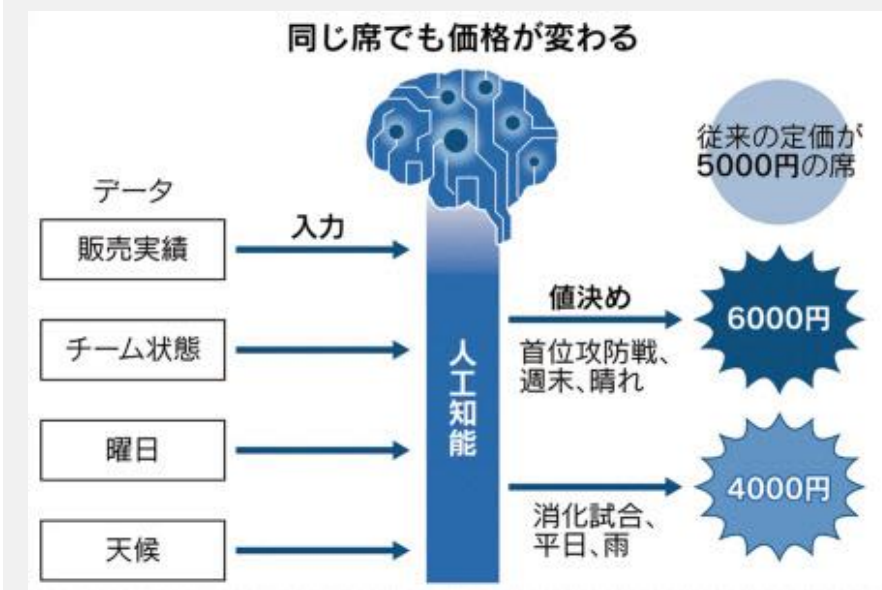 同じ席でも価格が変わる
従来の定価が
5000円の席
データ
販売実績
入力
チーム状態
曜日
天候
人工知能
値決め
首位攻防戦、
週末、晴れ
6000円
消化試合、
平日、雨
4000円